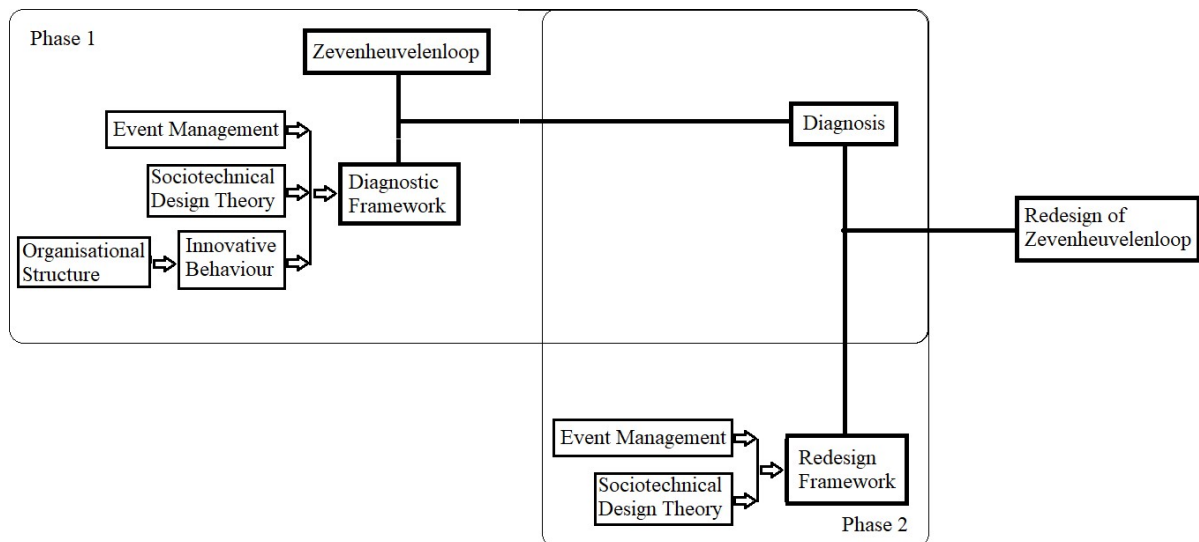 Phase 1
Zevenheuvelenloop
Event Management
Diagnosis
Sociotechnical
Design Theory
Diagnostic
Framework
Organisational
Structure
Innovative
Behaviour
Redesign of
Zevenheuvelenloop
Event Management
Sociotechnical
Design Theory
Redesign
Framework
Phase 2